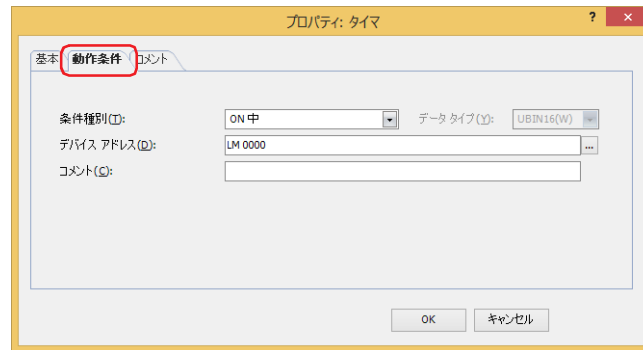 プロパティ: タイマ ? ×
基本 動作条件 コメント
条件種別(T): ON 中 データ タイプ(Y): UBIN16(W)
デバイス アドレス(D): LM 0000 ...
コメント(C):
OK キャンセル